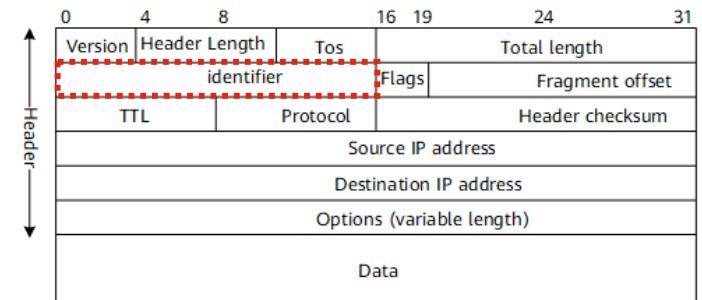 0 4 8 16 19 24 31
Version Header Length Tos Total length
identifier Flags Fragment offset
TTL Protocol Header checksum
Source IP address
Destination IP address
Options (variable length)
Data
Header